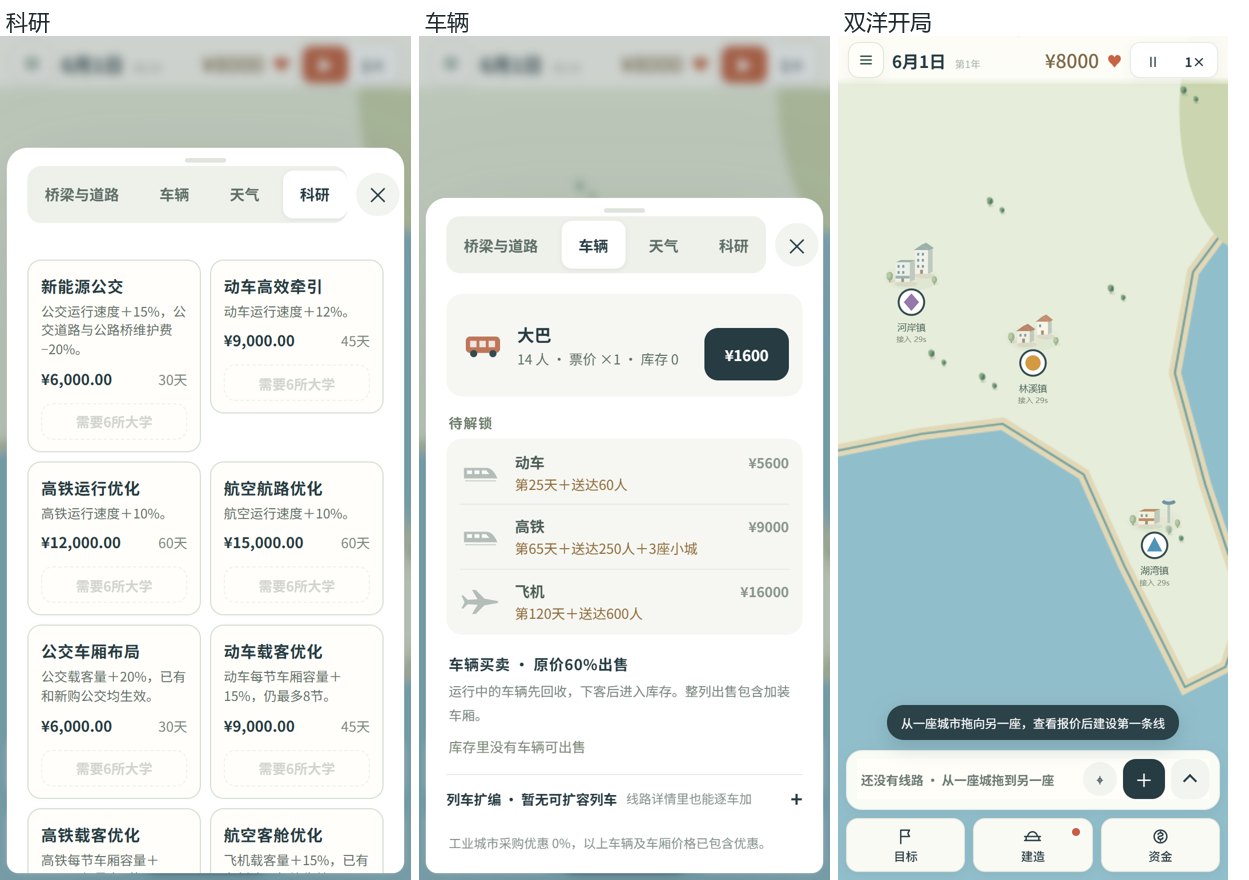 科研
6月1日
桥梁与道路 车辆 天气 科研
新能源公交
公交运行速度＋15%，公
交道路与公路桥维护费
−20%。
¥6,000.00 30天
需要6所大学
动车高效牵引
动车运行速度＋12%。
¥9,000.00 45天
需要6所大学
高铁运行优化
高铁运行速度＋10%。
¥12,000.00 60天
需要6所大学
航空航路优化
航空运行速度＋10%。
¥15,000.00 60天
需要6所大学
公交车厢布局
公交载客量＋20%，已有
和新购公交均生效。
¥6,000.00 30天
需要6所大学
动车载客优化
动车每节车厢容量＋
15%，仍最多8节。
¥9,000.00 45天
需要6所大学
高铁载客优化
高铁每节车厢容量＋
航空客舱优化
飞机载客量＋15%，已有
车辆
6月1日
桥梁与道路 车辆 天气 科研
大巴
14 人 · 票价 ×1 · 库存 0
¥1600
待解锁
动车 ¥5600
第25天＋送达60人
高铁 ¥9000
第65天＋送达250人＋3座小城
飞机 ¥16000
第120天＋送达600人
车辆买卖 · 原价60%出售
运行中的车辆先回收，下客后进入库存。整列出售包含加装
车厢。
库存里没有车辆可出售
列车扩编 · 暂无可扩容列车 线路详情里也能逐车加 +
工业城市采购优惠 0%，以上车辆及车厢价格已包含优惠。
双洋开局
6月1日 第1年 ¥8000 1×
河岸镇
接入 29s
林溪镇
接入 29s
湖湾镇
接入 29s
从一座城市拖向另一座，查看报价后建设第一条线
还没有线路 · 从一座城拖到另一座
目标 建造 资金